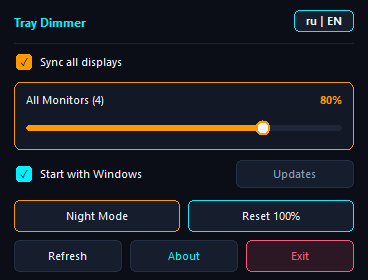 Tray Dimmer
ru | EN
Sync all displays
All Monitors (4)
80%
Start with Windows
Updates
Night Mode
Reset 100%
Refresh
About
Exit